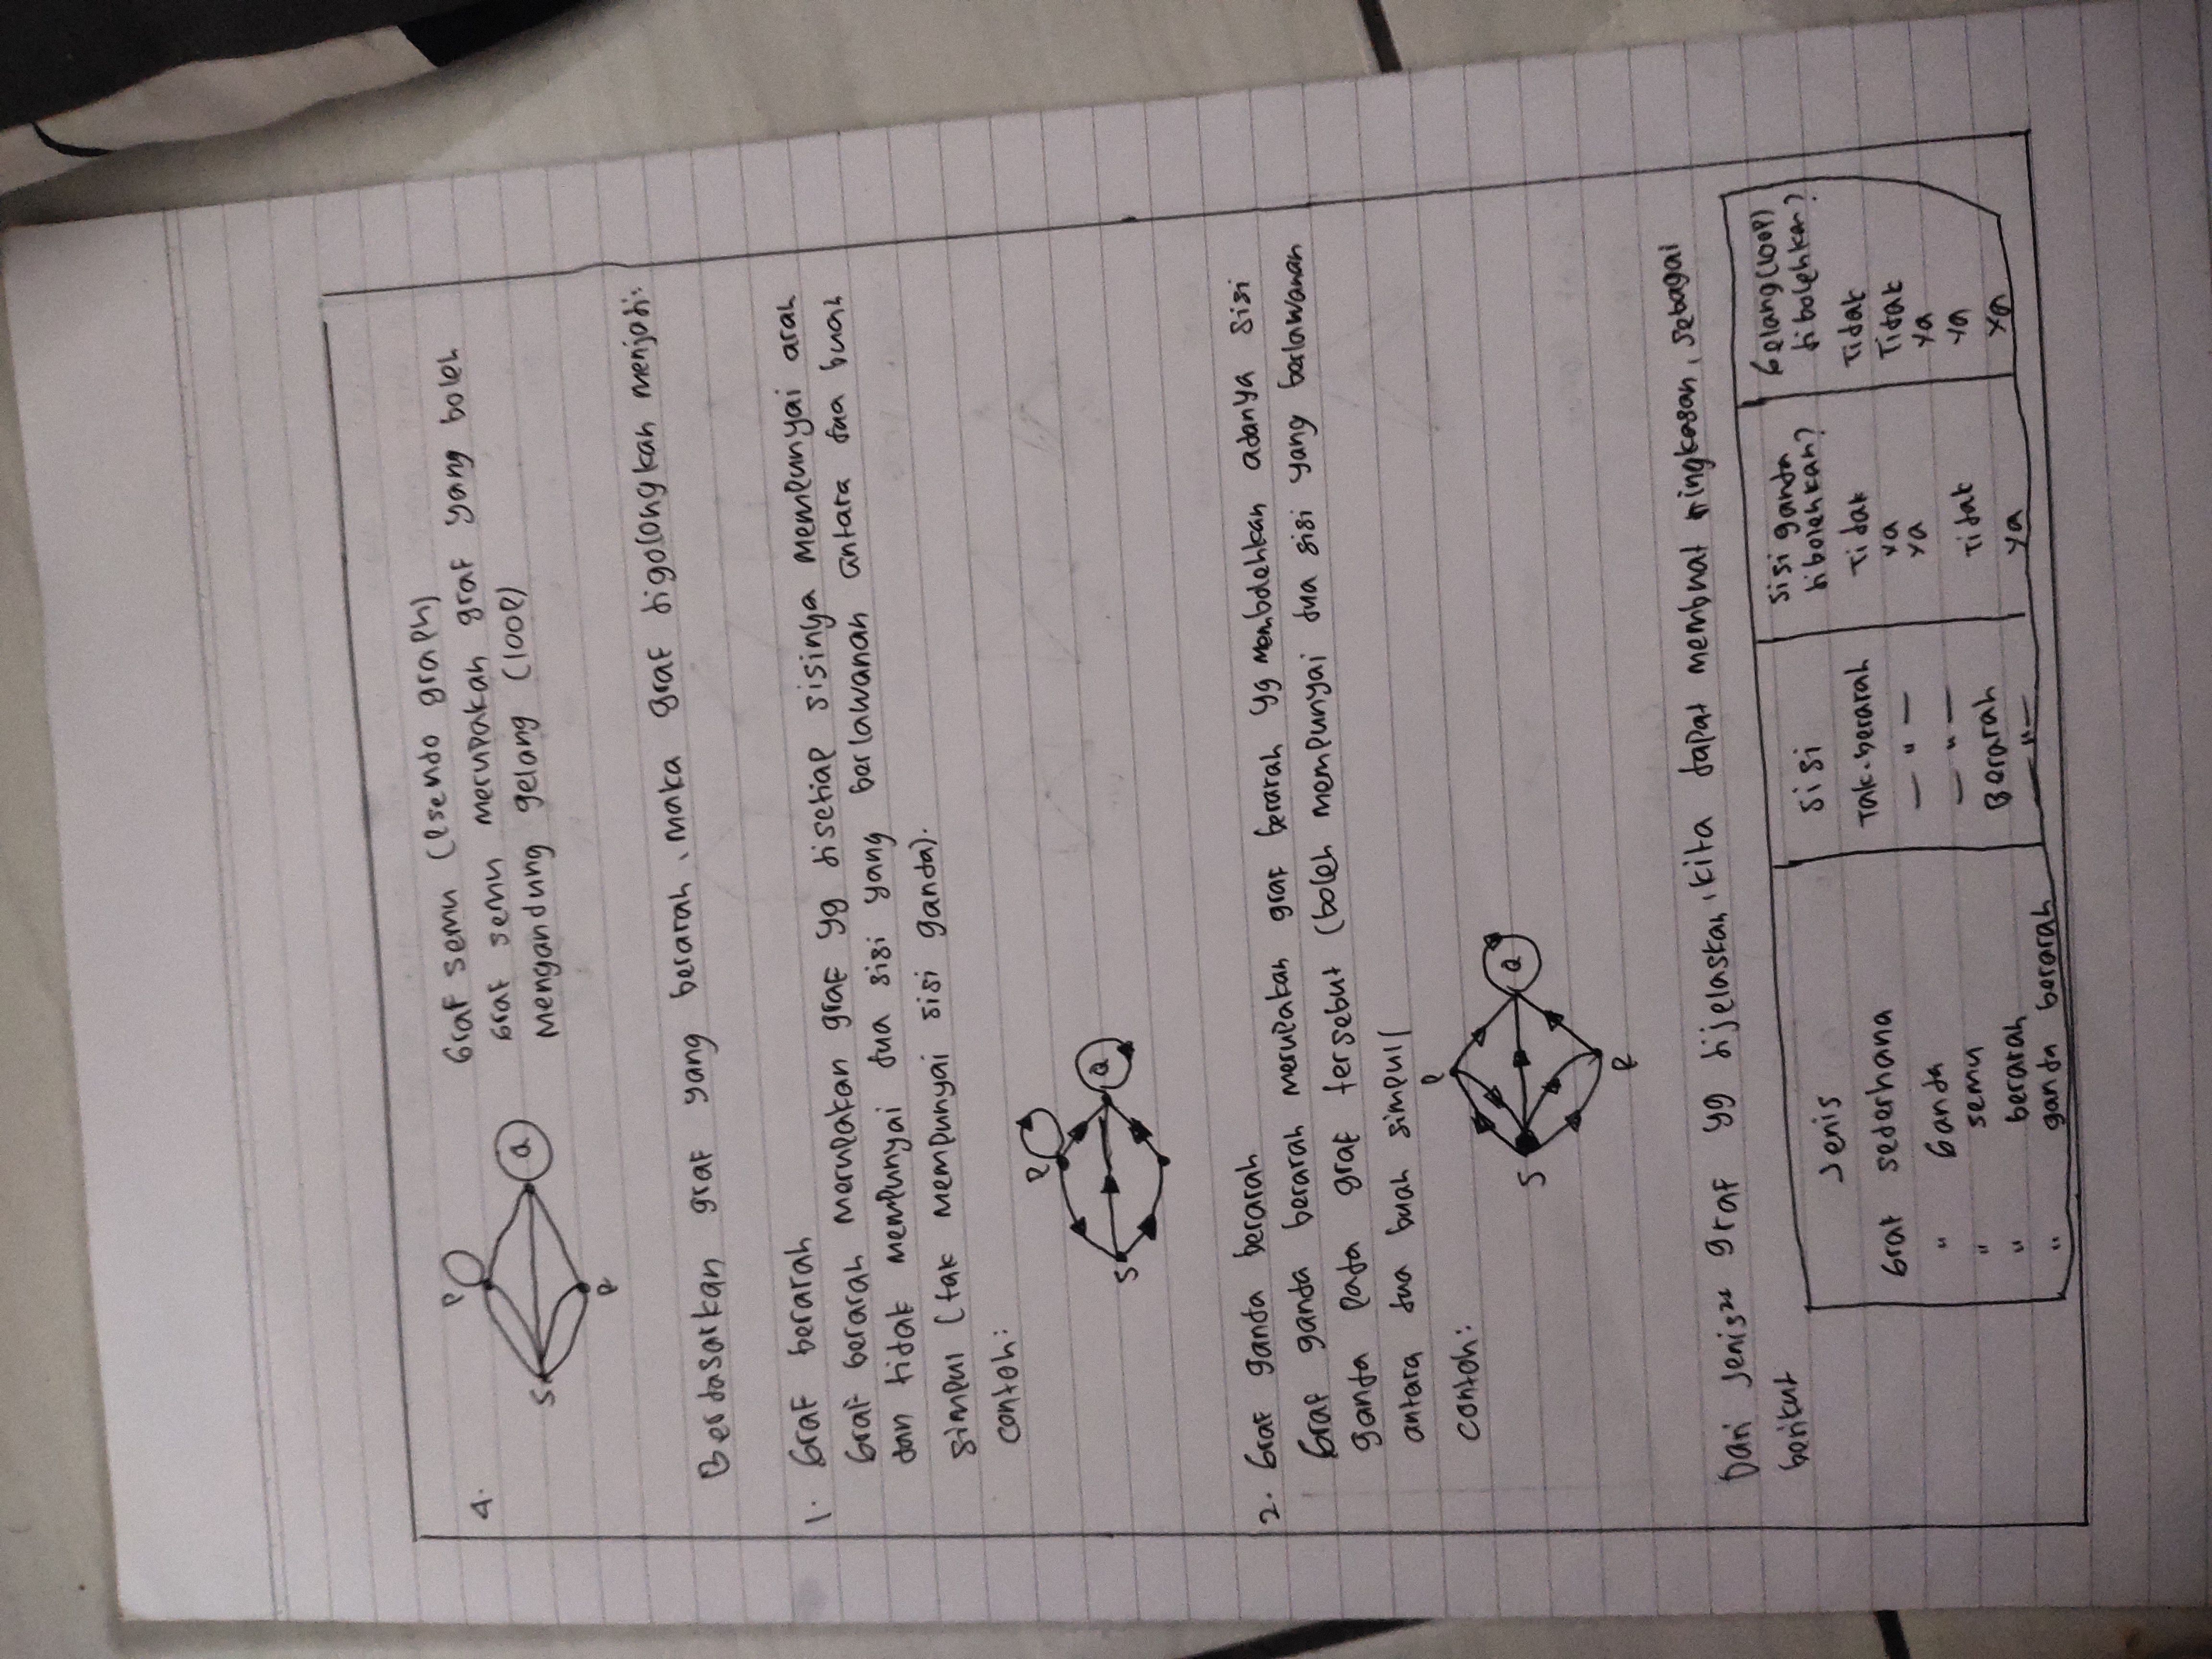 4.
Graf semu (Psendo graph)
Graf semu merupakan graf yang boleh
mengandung gelang (loop)
P
Q
S
R
Berdasarkan graf yang berarah, maka graf digolongkan menjadi:
1. Graf berarah
Graf berarah merupakan graf yg disetiap sisinya mempunyai arah
dan tidak mempunyai dua sisi yang berlawanan antara dua buah
simpul (tak mempunyai sisi ganda).
contoh:
P
Q
S
2. Graf ganda berarah
Graf ganda berarah merupakan graf berarah yg membolehkan adanya sisi
ganda pada graf tersebut (boleh mempunyai dua sisi yang berlawanan
antara dua buah simpul)
contoh:
P
Q
S
R
Dari jenis" graf yg dijelaskan, kita dapat membuat ringkasan, sebagai
berikut
Jenis | Sisi | Sisi ganda dibolehkan? | Gelang (loop) dibolehkan?
Graf sederhana | Tak-berarah | Tidak | Tidak
" Ganda | — " — | Ya | Tidak
" semu | — " — | Ya | Ya
" berarah | Berarah | Tidak | Ya
" ganda berarah | — " — | Ya | Ya